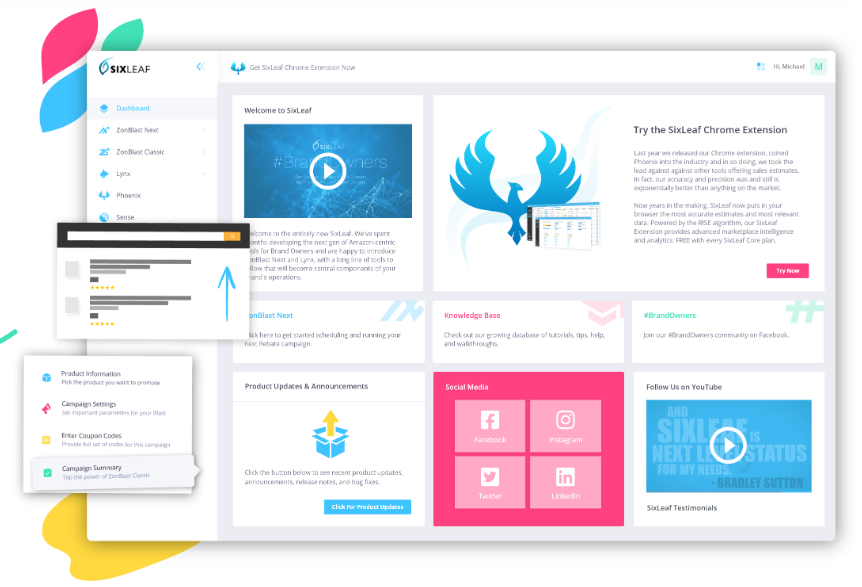 SIXLEAF
Get SixLeaf Chrome Extension Now
Hi, Michael
M
Dashboard
ZonBlast Next
ZonBlast Classic
Lynx
Phoenix
Sense
Welcome to SixLeaf
SIXLEAF
#BrandOwners
elcome to the entirely new SixLeaf. We've spent
onths developing the next gen of Amazon-centric
ols for Brand Owners and are happy to introduce
onBlast Next and Lynx, with a long line of tools to
ollow that will become central components of your
rand's operations.
Try the SixLeaf Chrome Extension
Last year we released our Chrome extension, coined
Phoenix into the industry and in so doing, we took the
lead against against other tools offering sales estimates.
In fact, our accuracy and precision was and still is
exponentially better than anything on the market.
Now years in the making, SixLeaf now puts in your
browser the most accurate estimates and most relevant
data. Powered by the RISE algorithm, our SixLeaf
Extension provides advanced marketplace intelligence
and analytics. FREE with every SixLeaf Core plan.
Try Now
onBlast Next
lick here to get started scheduling and running your
next Rebate campaign.
Knowledge Base
Check out our growing database of tutorials, tips, help,
and walkthroughs.
#BrandOwners
Join our #BrandOwners community on Facebook.
Product Information
Pick the product you want to promote
Campaign Settings
Set important parameters for your Blast
Enter Coupon Codes
Provide full set of codes for this campaign
Campaign Summary
Tap the power of ZonBlast Classic
Product Updates & Announcements
Click the button below to see recent product updates,
announcements, release notes, and bug fixes.
Click For Product Updates
Social Media
Facebook
Instagram
Twitter
LinkedIn
Follow Us on YouTube
AND
SIXLEAF IS
NEXT LEVEL STATUS
FOR MY NEEDS.
- BRADLEY SUTTON
SixLeaf Testimonials